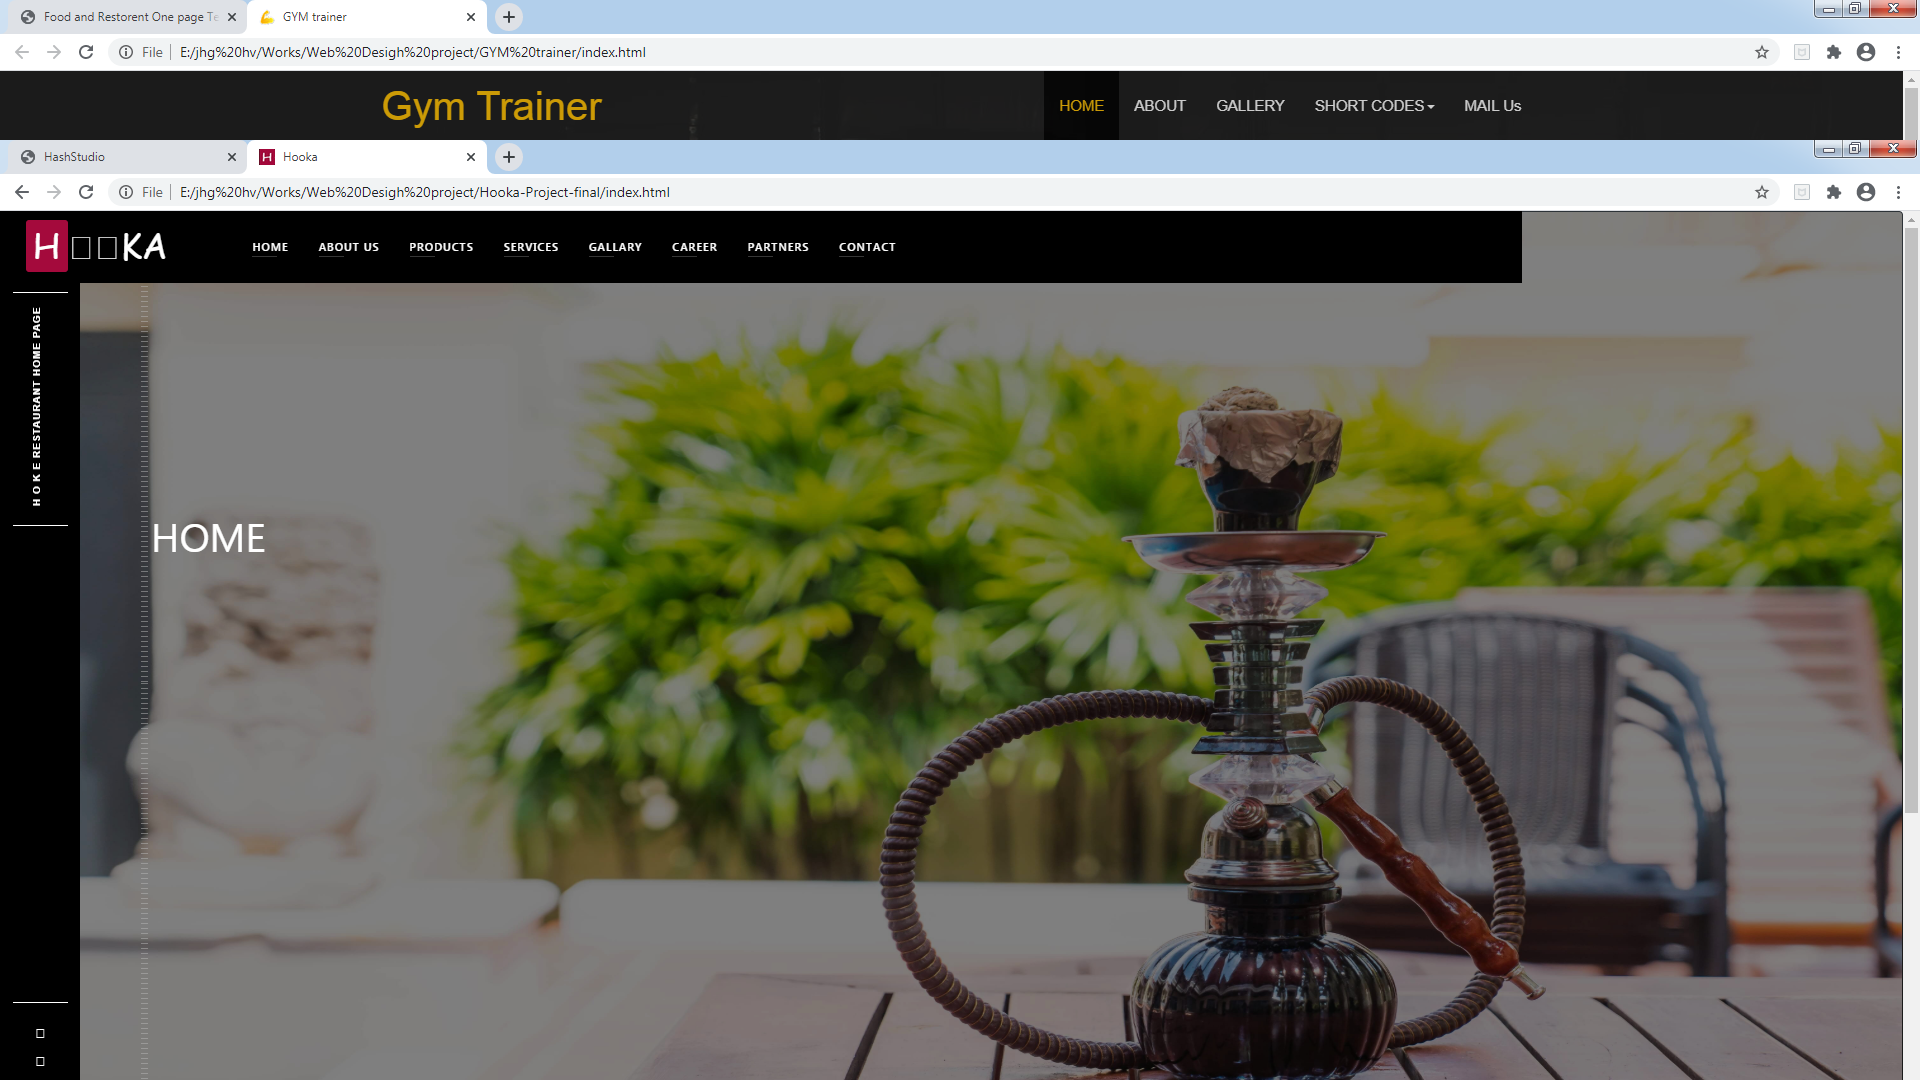 Food and Restorent One page Te
GYM trainer
File
E:/jhg%20hv/Works/Web%20Desigh%20project/GYM%20trainer/index.html
Gym Trainer
HOME ABOUT GALLERY SHORT CODES MAIL Us
HashStudio
Hooka
File
E:/jhg%20hv/Works/Web%20Desigh%20project/Hooka-Project-final/index.html
H□□KA
HOME ABOUT US PRODUCTS SERVICES GALLARY CAREER PARTNERS CONTACT
H O K E RESTAURANT HOME PAGE
HOME